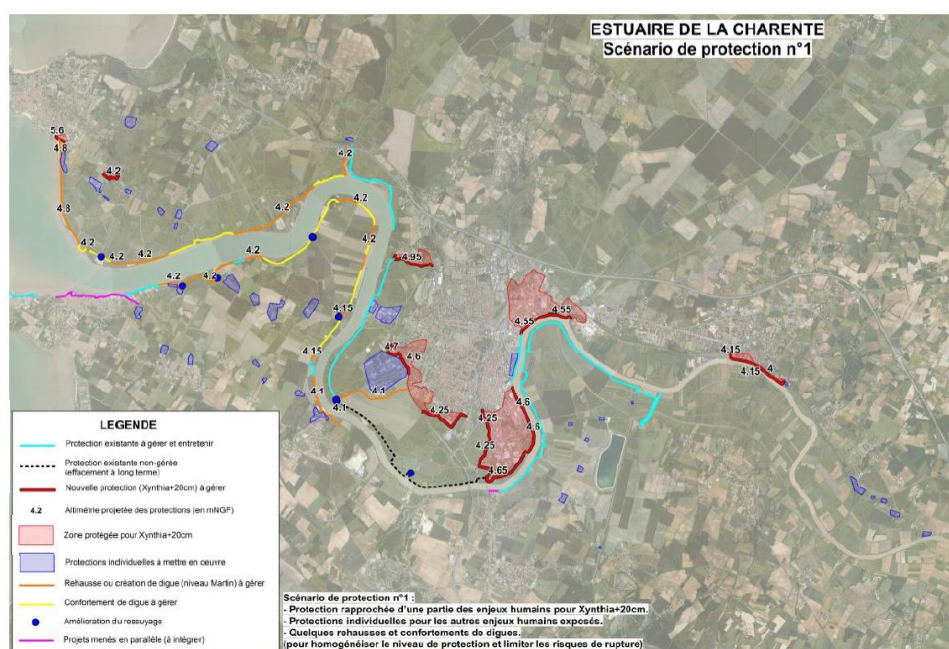 ESTUAIRE DE LA CHARENTE
Scénario de protection n°1
5.6
4.8
4.2
4.2
4.8
4.2
4.2
4.2
4.2
4.2
4.2
4.2
4.2
4.95
4.15
4.15
4.7
4.6
4.1
4.1
4.1
4.25
4.55
4.55
4.15
4.15
4
4.6
4.25
4.6
4.25
4.65
LEGENDE
Protection existante à gérer et entretenir
Protection existante non-gérée
(effacement à long terme)
Nouvelle protection (Xynthia+20cm) à gérer
4.2 Altimétrie projetée des protections (en mNGF)
Zone protégée pour Xynthia+20cm
Protections individuelles à mettre en oeuvre
Rehausse ou création de digue (niveau Martin) à gérer
Confortement de digue à gérer
Amélioration du ressuyage
Projets menés en parallèle (à intégrer)
Scénario de protection n°1 :
- Protection rapprochée d'une partie des enjeux humains pour Xynthia+20cm.
- Protections individuelles pour les autres enjeux humains exposés.
- Quelques rehausses et conforts de digues.
(pour homogénéiser le niveau de protection et limiter les risques de rupture)